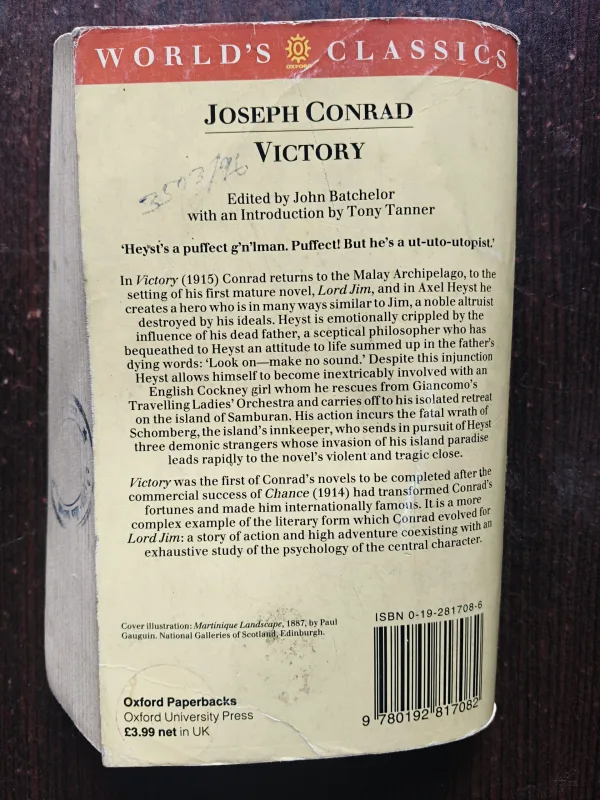 WORLD'S OXFORD CLASSICS
JOSEPH CONRAD
VICTORY
3503/96
Edited by John Batchelor
with an Introduction by Tony Tanner
'Heyst's a puffect g'n'lman. Puffect! But he's a ut-uto-utopist.'
In Victory (1915) Conrad returns to the Malay Archipelago, to the
setting of his first mature novel, Lord Jim, and in Axel Heyst he
creates a hero who is in many ways similar to Jim, a noble altruist
destroyed by his ideals. Heyst is emotionally crippled by the
influence of his dead father, a sceptical philosopher who has
bequeathed to Heyst an attitude to life summed up in the father's
dying words: 'Look on—make no sound.' Despite this injunction
Heyst allows himself to become inextricably involved with an
English Cockney girl whom he rescues from Giancomo's
Travelling Ladies' Orchestra and carries off to his isolated retreat
on the island of Samburan. His action incurs the fatal wrath of
Schomberg, the island's innkeeper, who sends in pursuit of Heyst
three demonic strangers whose invasion of his island paradise
leads rapidly to the novel's violent and tragic close.
Victory was the first of Conrad's novels to be completed after the
commercial success of Chance (1914) had transformed Conrad's
fortunes and made him internationally famous. It is a more
complex example of the literary form which Conrad evolved for
Lord Jim: a story of action and high adventure coexisting with an
exhaustive study of the psychology of the central character.
Cover illustration: Martinique Landscape, 1887, by Paul
Gauguin. National Galleries of Scotland, Edinburgh.
ISBN 0-19-281708-6
Oxford Paperbacks
Oxford University Press
£3.99 net in UK
9 780192 817082